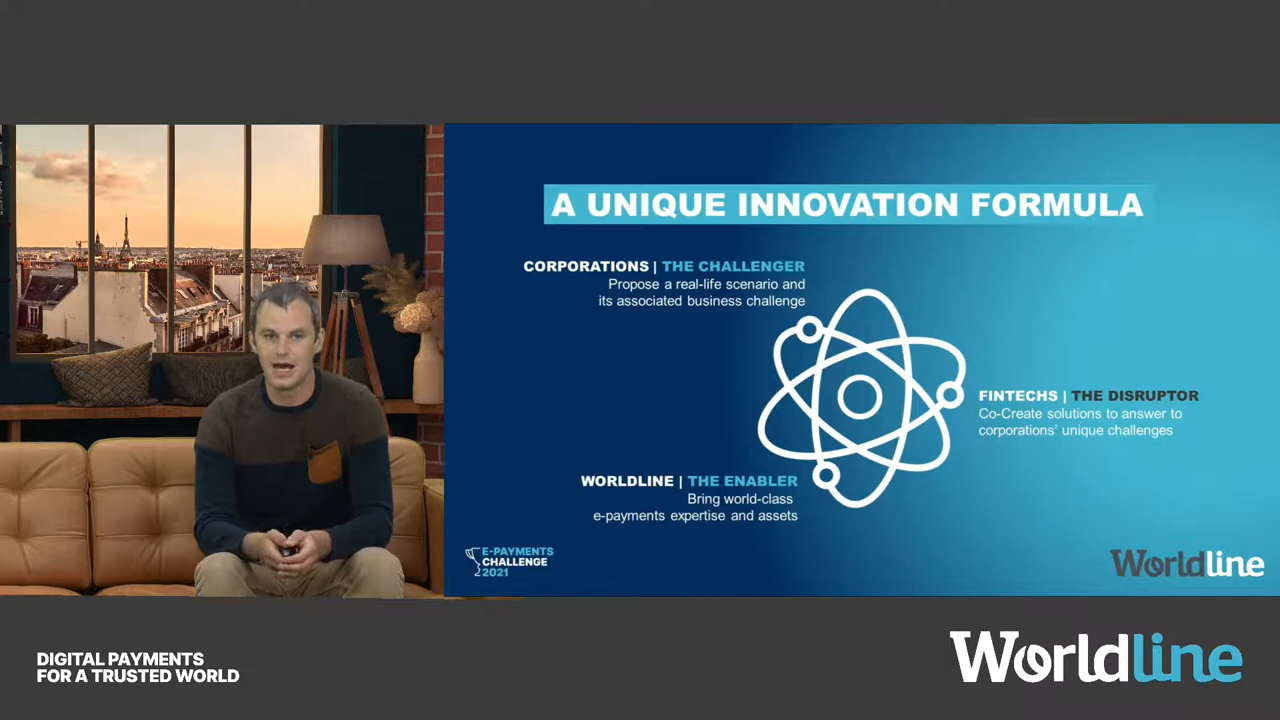 A UNIQUE INNOVATION FORMULA
CORPORATIONS | THE CHALLENGER
Propose a real-life scenario and
its associated business challenge
FINTECHS | THE DISRUPTOR
Co-Create solutions to answer to
corporations' unique challenges
WORLDLINE | THE ENABLER
Bring world-class
e-payments expertise and assets
E-PAYMENTS
CHALLENGE
2021
Worldline
DIGITAL PAYMENTS
FOR A TRUSTED WORLD
Worldline